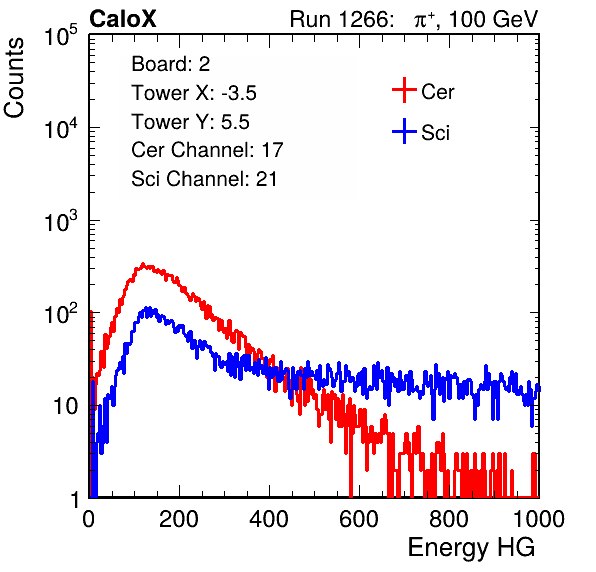 CaloX Run 1266: π⁺, 100 GeV
Counts
10⁵
10⁴
10³
10²
10
1
Board: 2
Tower X: -3.5
Tower Y: 5.5
Cer Channel: 17
Sci Channel: 21
Cer
Sci
0 200 400 600 800 1000
Energy HG